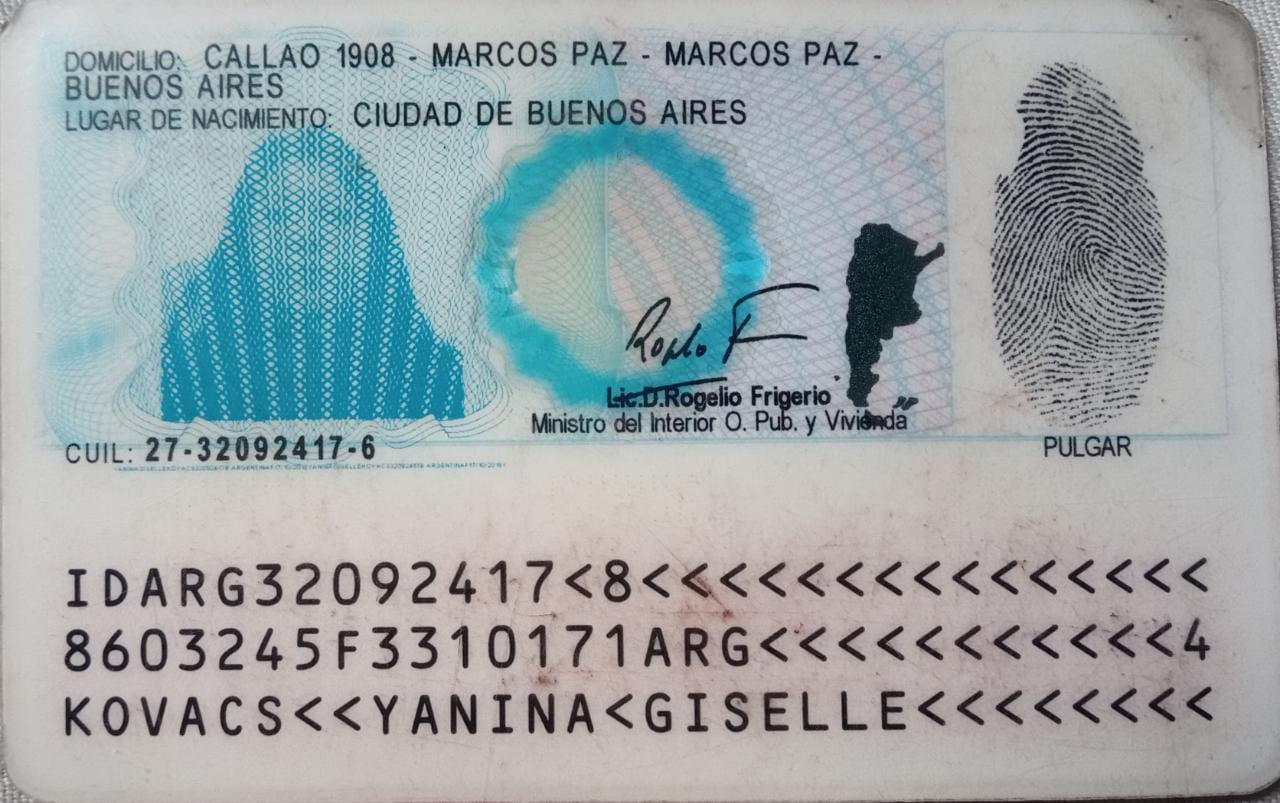 DOMICILIO: CALLAO 1908 - MARCOS PAZ - MARCOS PAZ -
BUENOS AIRES
LUGAR DE NACIMIENTO: CIUDAD DE BUENOS AIRES
Lic.D.Rogelio Frigerio
Ministro del Interior O. Pub. y Vivienda
CUIL: 27-32092417-6
PULGAR
IDARG32092417<8<<<<<<<<<<<<<<<
8603245F3310171ARG<<<<<<<<<<<4
KOVACS<<YANINA<GISELLE<<<<<<<<